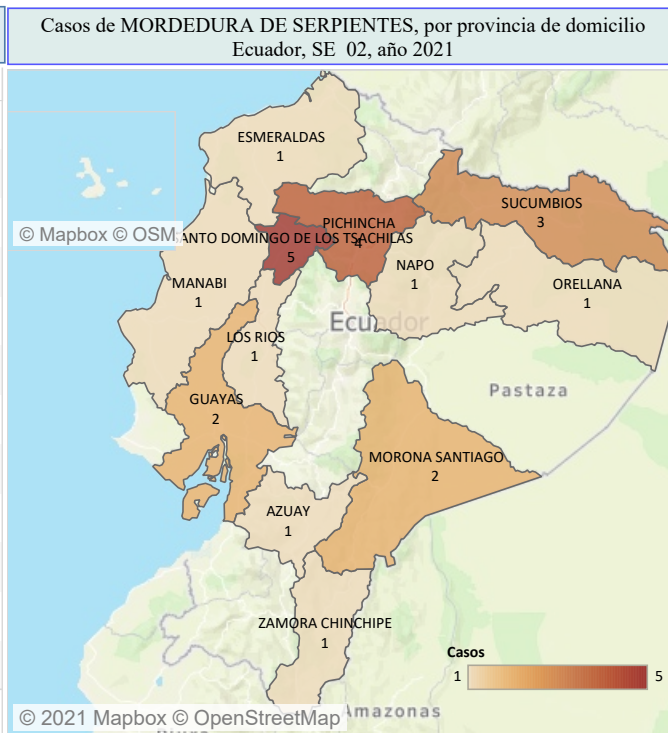 Casos de MORDEDURA DE SERPIENTES, por provincia de domicilio
Ecuador, SE 02, año 2021
ESMERALDAS
1
SUCUMBIOS
3
PICHINCHA
4
© Mapbox © OSM
ANTO DOMINGO DE LOS TSACHILAS
5
NAPO
1
MANABI
1
ORELLANA
1
Ecuador
LOS RIOS
1
Pastaza
GUAYAS
2
MORONA SANTIAGO
2
AZUAY
1
ZAMORA CHINCHIPE
1
Casos
1 5
© 2021 Mapbox © OpenStreetMap
Amazonas